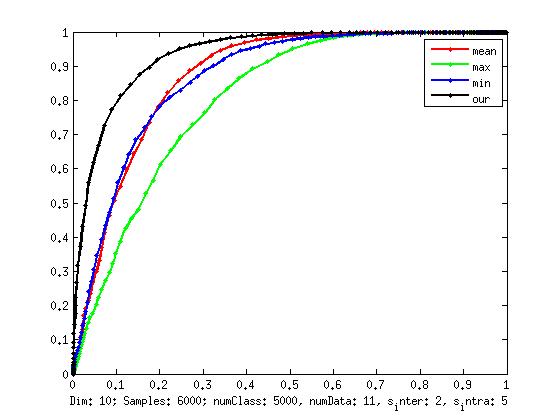 1
0.9
0.8
0.7
0.6
0.5
0.4
0.3
0.2
0.1
0
mean
max
min
our
0 0.1 0.2 0.3 0.4 0.5 0.6 0.7 0.8 0.9 1
Dim: 10; Samples: 6000; numClass: 5000, numData: 11, sinter: 2, sintra: 5